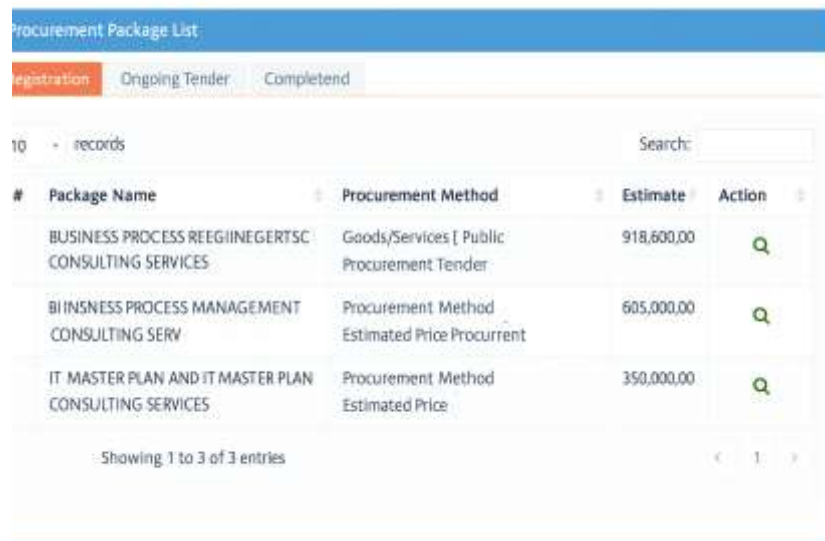 Procurement Package List
Registration Ongoing Tender Completend
10 records Search:
# Package Name Procurement Method Estimate Action
BUSINESS PROCESS REEGIINEGERTSC Goods/Services [ Public 918,600,00
CONSULTING SERVICES Procurement Tender
BIINSNESS PROCESS MANAGEMENT Procurement Method 605,000,00
CONSULTING SERV Estimated Price Procurrent
IT MASTER PLAN AND IT MASTER PLAN Procurement Method 350,000,00
CONSULTING SERVICES Estimated Price
Showing 1 to 3 of 3 entries < 1 >